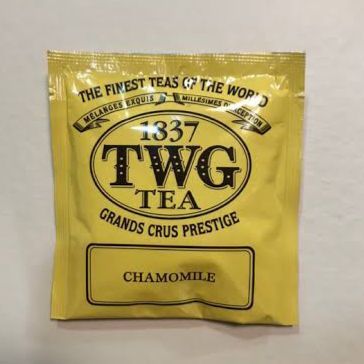 THE FINEST TEAS OF THE WORLD
MÉLANGES EXQUIS MILLÉSIMES D'EXCEPTION
1837
TWG
TEA
GRANDS CRUS PRESTIGE
CHAMOMILE